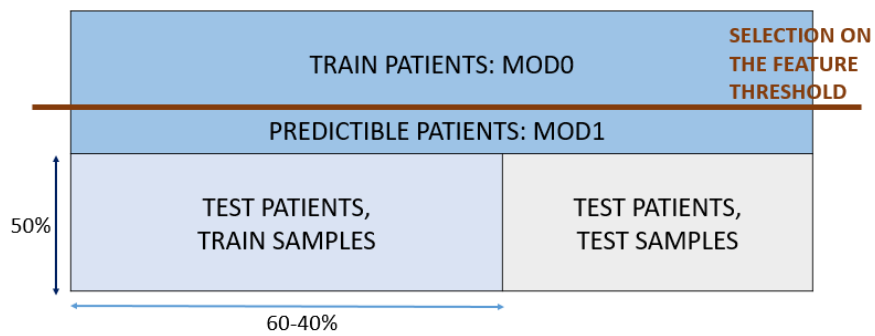 SELECTION ON
THE FEATURE
THRESHOLD
TRAIN PATIENTS: MOD0
PREDICTIBLE PATIENTS: MOD1
50%
TEST PATIENTS,
TRAIN SAMPLES
TEST PATIENTS,
TEST SAMPLES
60-40%